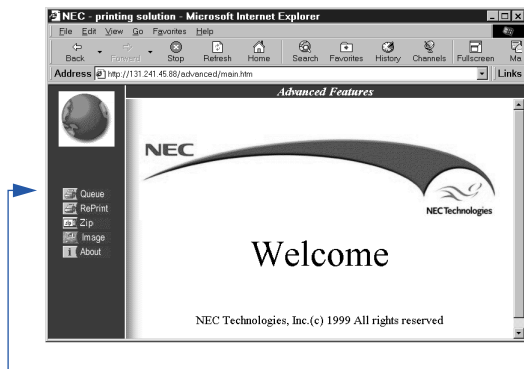 NEC - printing solution - Microsoft Internet Explorer
File Edit View Go Favorites Help
Back Forward Stop Refresh Home Search Favorites History Channels Fullscreen Ma
Address http://131.241.45.88/advanced/main.htm Links
Advanced Features
NEC
NEC Technologies
Queue
RePrint
Zip
Image
About
Welcome
NEC Technologies, Inc.(c) 1999 All rights reserved